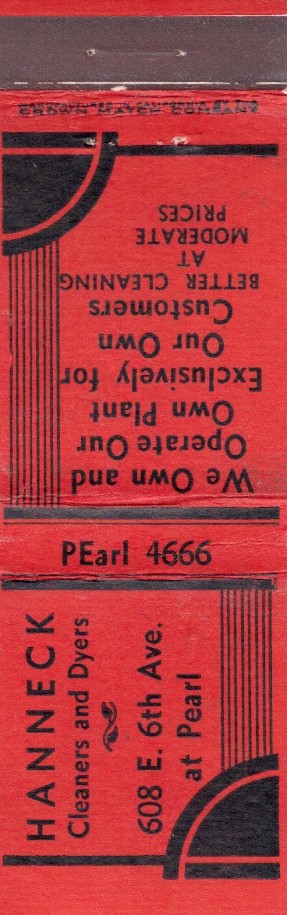 We Own and
Operate Our
Own Plant
Exclusively for
Our Own
Customers
BETTER CLEANING
AT
MODERATE
PRICES
PEarl 4666
HANNECK
Cleaners and Dyers
608 E. 6th Ave.
at Pearl